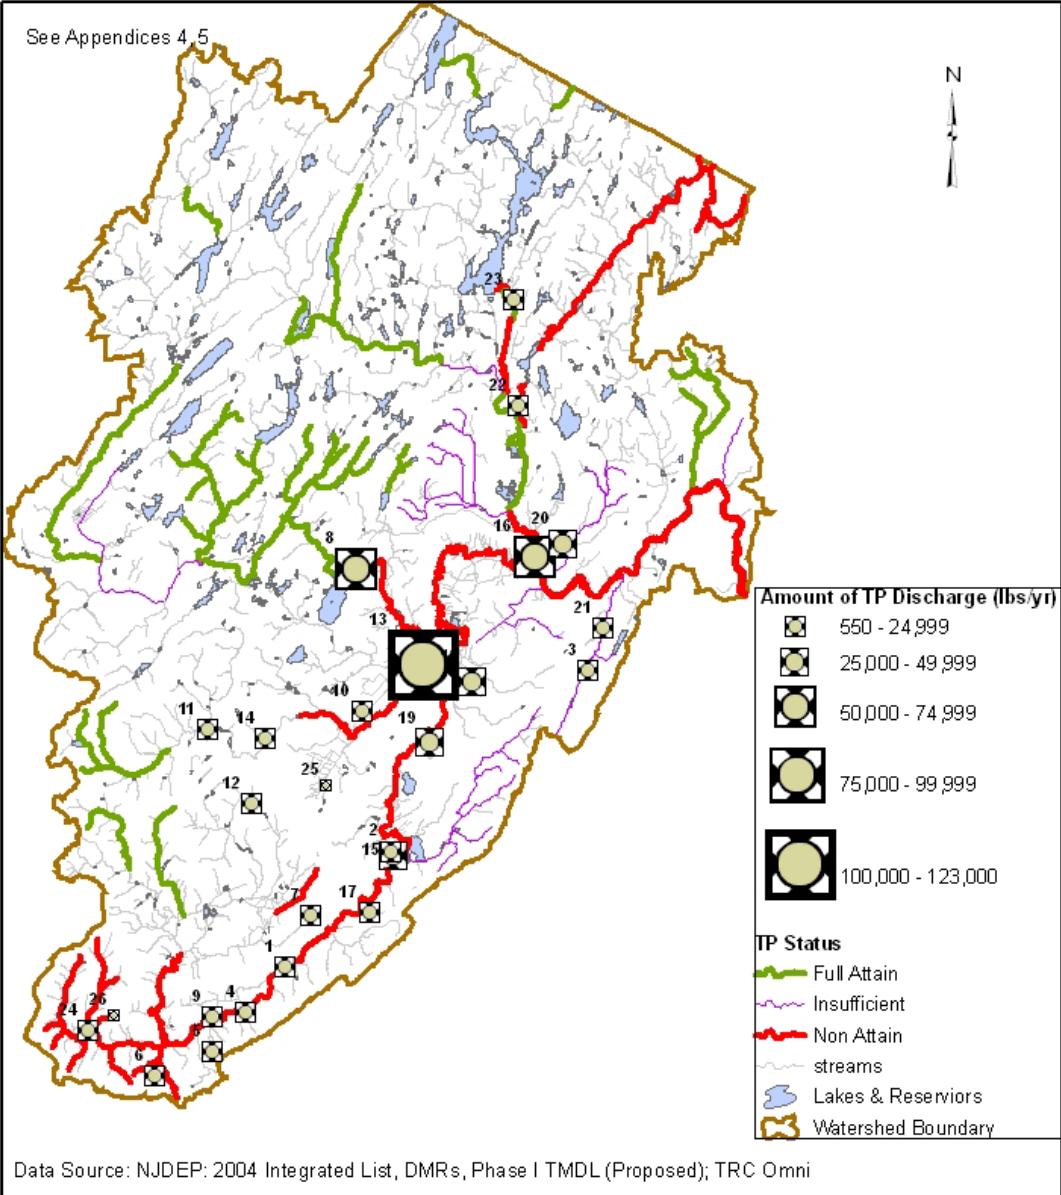 See Appendices 4,5
N
23
22
16
20
8
21
13
3
10
19
11
14
25
12
2
15
7
17
1
9
4
26
24
6
Amount of TP Discharge (lbs/yr)
550 - 24,999
25,000 - 49,999
50,000 - 74,999
75,000 - 99,999
100,000 - 123,000
TP Status
Full Attain
Insufficient
Non Attain
streams
Lakes & Reserviors
Watershed Boundary
Data Source: NJDEP: 2004 Integrated List, DMRs, Phase I TMDL (Proposed); TRC Omni